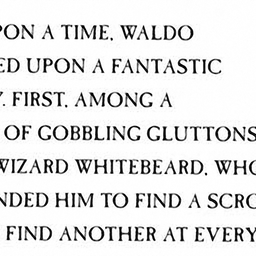 PON A TIME, WALDO
ED UPON A FANTASTIC
Y. FIRST, AMONG A
OF GOBBLING GLUTTONS
WIZARD WHITEBEARD, WHO
NDED HIM TO FIND A SCRO
FIND ANOTHER AT EVERY